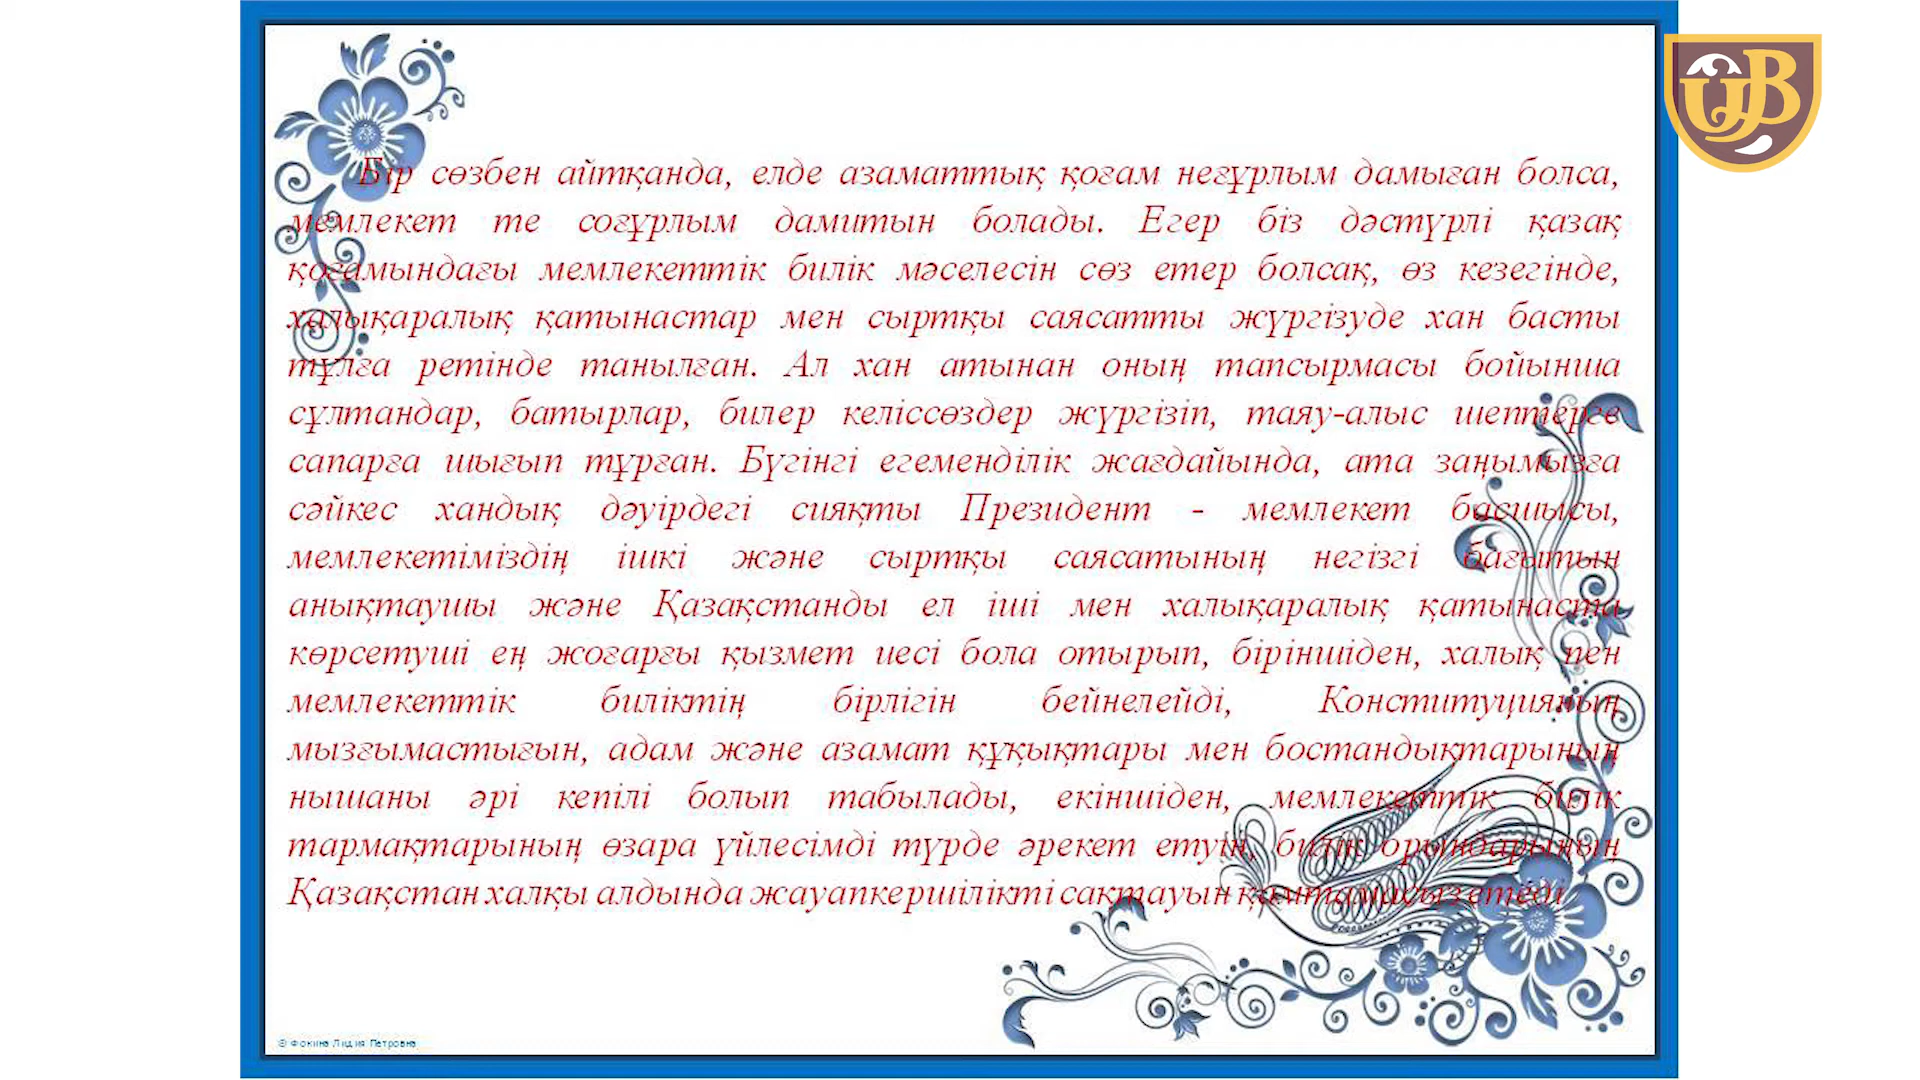 Бір сөзбен айтқанда, елде азаматтық қоғам неғұрлым дамыған болса,
мемлекет те соғұрлым дамитын болады. Егер біз дәстүрлі қазақ
қоғамындағы мемлекеттік билік мәселесін сөз етер болсақ, өз кезегінде,
халықаралық қатынастар мен сыртқы саясатты жүргізуде хан басты
тұлға ретінде танылған. Ал хан атынан оның тапсырмасы бойынша
сұлтандар, батырлар, билер келіссөздер жүргізіп, таяу-алыс шептерге
сапарға шығып тұрған. Бүгінгі егеменділік жағдайында, ата заңымызға
сәйкес хандық дәуірдегі сияқты Президент - мемлекет басшысы,
мемлекетіміздің ішкі және сыртқы саясатының негізгі бағытын
анықтаушы және Қазақстанды ел іші мен халықаралық қатынаста
көрсетуші ең жоғарғы қызмет иесі бола отырып, біріншіден, халық пен
мемлекеттік биліктің бірлігін бейнелейді, Конституцияның
мызғымастығын, адам және азамат құқықтары мен бостандықтарының
нышаны әрі кепілі болып табылады, екіншіден, мемлекеттік билік
тармақтарының өзара үйлесімді түрде әрекет етуін, билік орындарының
Қазақстан халқы алдында жауапкершілікті сақтауын қамтамасыз етеді.
© Фокина Лидия Петровна